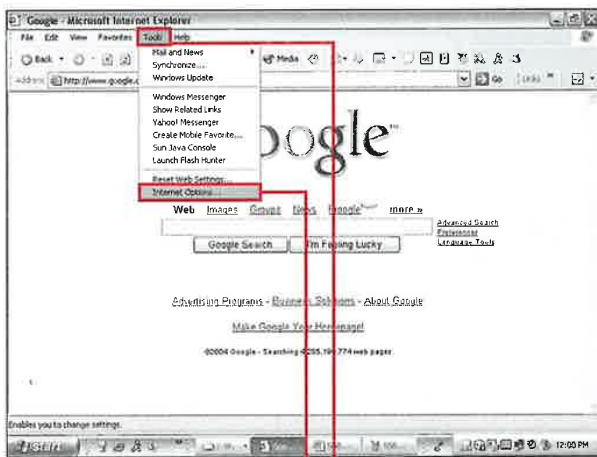 Google - Microsoft Internet Explorer
File Edit View Favorites Tools Help
Back Media
Address http://www.google.c Go Links »
Mail and News
Synchronize...
Windows Update
Windows Messenger
Show Related Links
Yahoo! Messenger
Create Mobile Favorite...
Sun Java Console
Launch Flash Hunter
Reset Web Settings...
Internet Options...
oogle™
Web Images Groups News Froogle more »
Advanced Search
Preferences
Language Tools
Google Search I'm Feeling Lucky
Advertising Programs - Business Solutions - About Google
Make Google Your Homepage!
©2004 Google - Searching web pages
Enables you to change settings.
start 12:00 PM